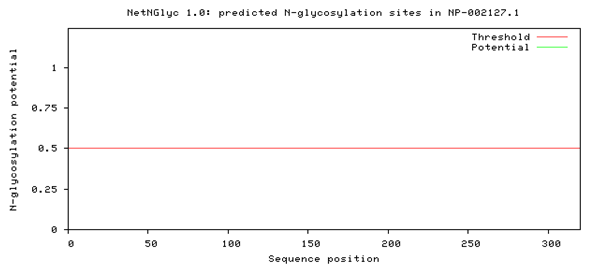 NetNGlyc 1.0: predicted N-glycosylation sites in NP-002127.1
Threshold
Potential
N-glycosylation potential
1
0.75
0.5
0.25
0
0 50 100 150 200 250 300
Sequence position